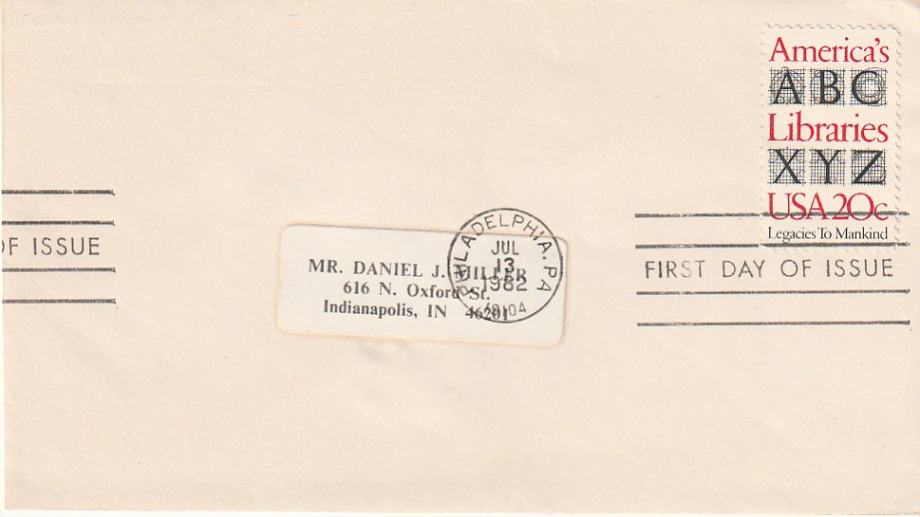 America's
ABC
Libraries
XYZ
USA 20c
Legacies To Mankind
OF ISSUE
FIRST DAY OF ISSUE
PHILADELPHIA, PA
JUL
13
1982
19104
MR. DANIEL J. MILLER
616 N. Oxford St.
Indianapolis, IN 46201